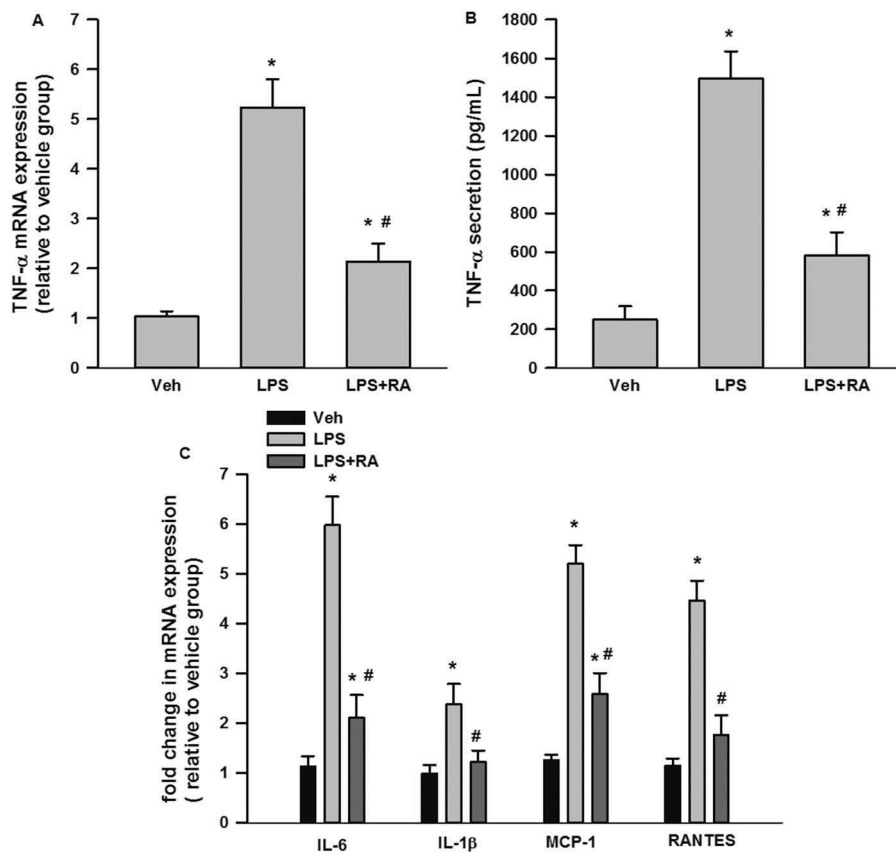 A
TNF-α mRNA expression
(relative to vehicle group)
7
6
5
4
3
2
1
0
*
* #
Veh LPS LPS+RA
B
TNF-α secretion (pg/mL)
1800
1600
1400
1200
1000
800
600
400
200
0
*
* #
Veh LPS LPS+RA
C
Veh
LPS
LPS+RA
fold change in mRNA expression
( relative to vehicle group)
7
6
5
4
3
2
1
0
*
* #
*
#
*
* #
*
#
IL-6 IL-1β MCP-1 RANTES